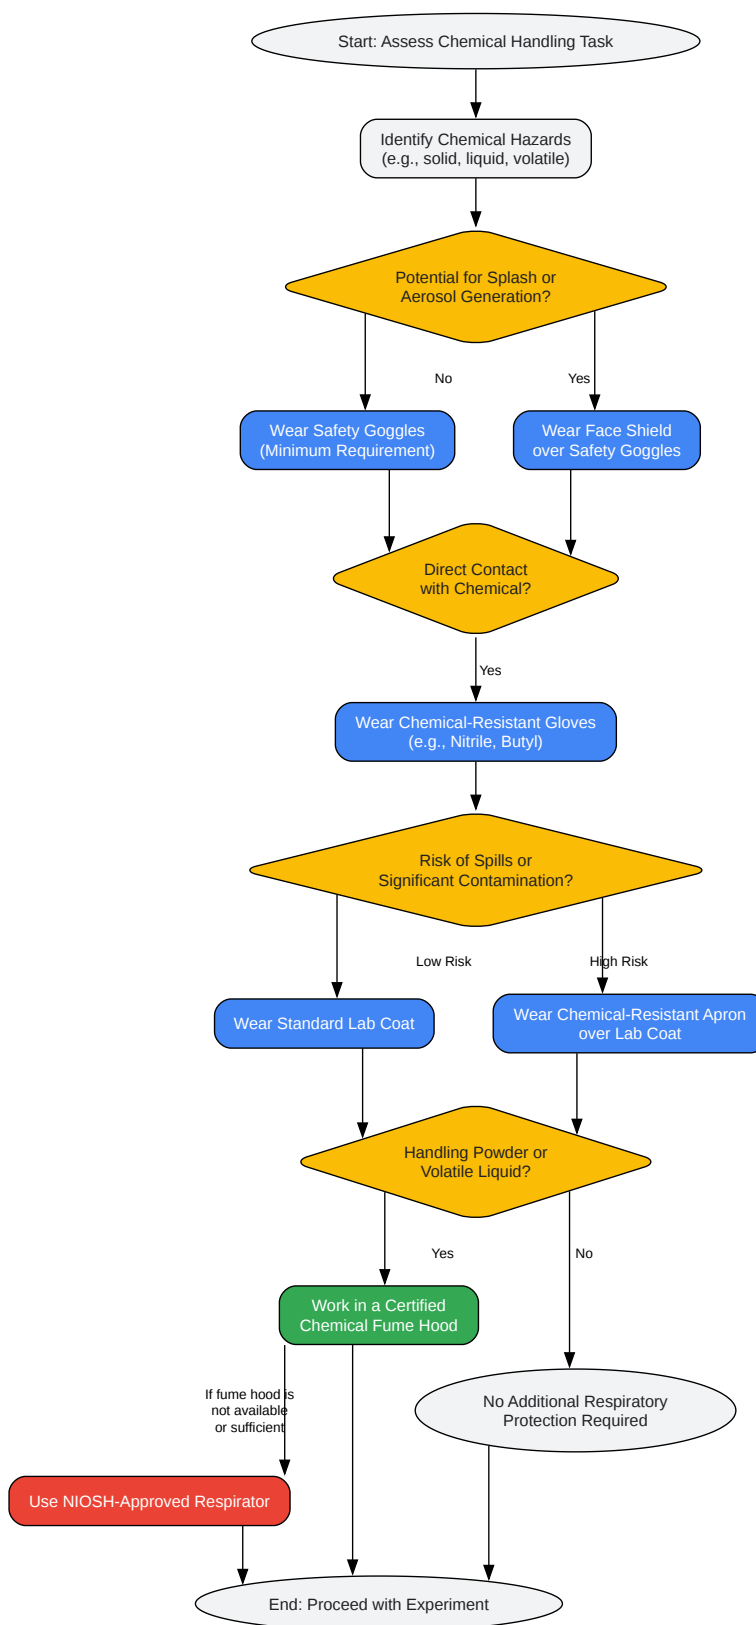 Start: Assess Chemical Handling Task
Identify Chemical Hazards
(e.g., solid, liquid, volatile)
Potential for Splash or
Aerosol Generation?
No
Yes
Wear Safety Goggles
(Minimum Requirement)
Wear Face Shield
over Safety Goggles
Direct Contact
with Chemical?
Yes
Wear Chemical-Resistant Gloves
(e.g., Nitrile, Butyl)
Risk of Spills or
Significant Contamination?
Low Risk
High Risk
Wear Standard Lab Coat
Wear Chemical-Resistant Apron
over Lab Coat
Handling Powder or
Volatile Liquid?
Yes
No
Work in a Certified
Chemical Fume Hood
If fume hood is
not available
or sufficient
No Additional Respiratory
Protection Required
Use NIOSH-Approved Respirator
End: Proceed with Experiment